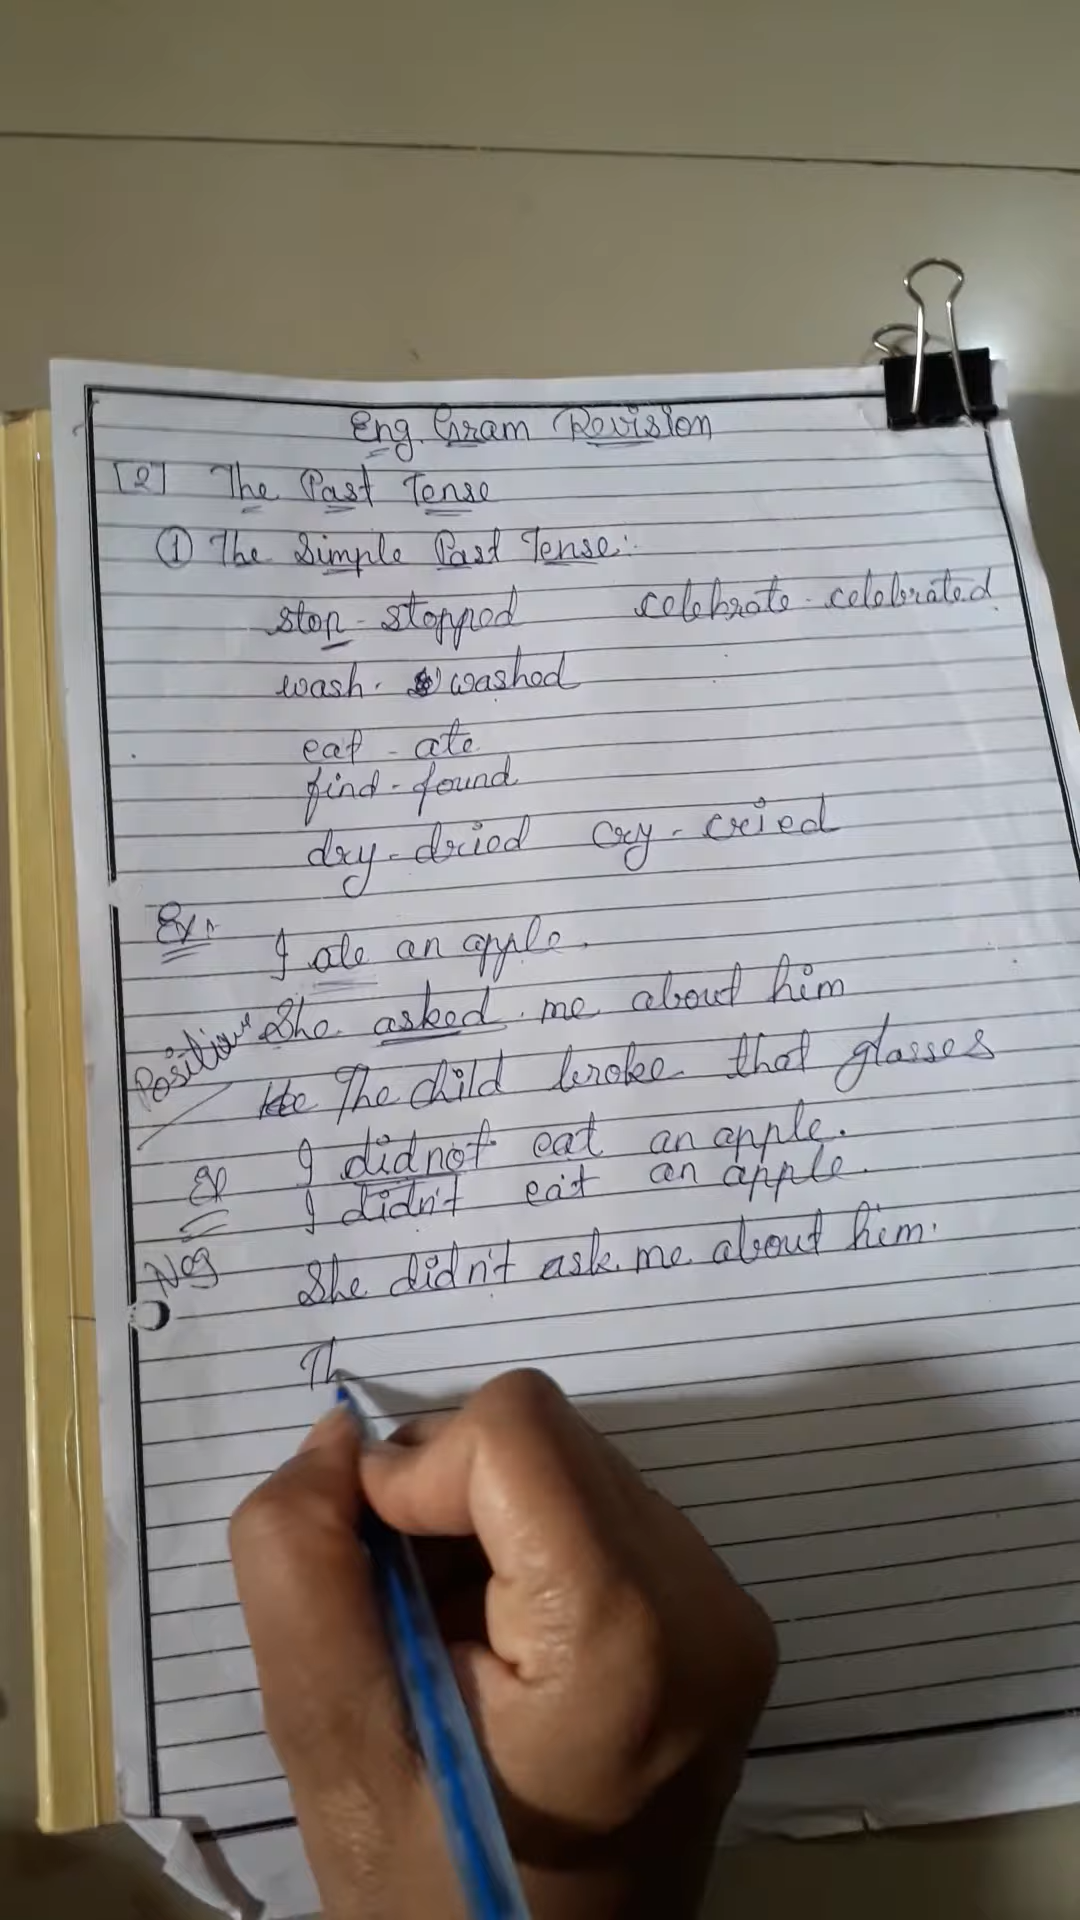 Eng. Gram Revision
[2] The Past Tense
① The Simple Past Tense:
stop - stopped celebrate - celebrated
wash - washed
eat - ate
find - found
dry - dried cry - cried
Ex:
I ate an apple.
Positive She asked me about him
The child broke that glasses
I did not eat an apple.
Ex I didn't eat an apple.
Neg She didn't ask me about him.
Th